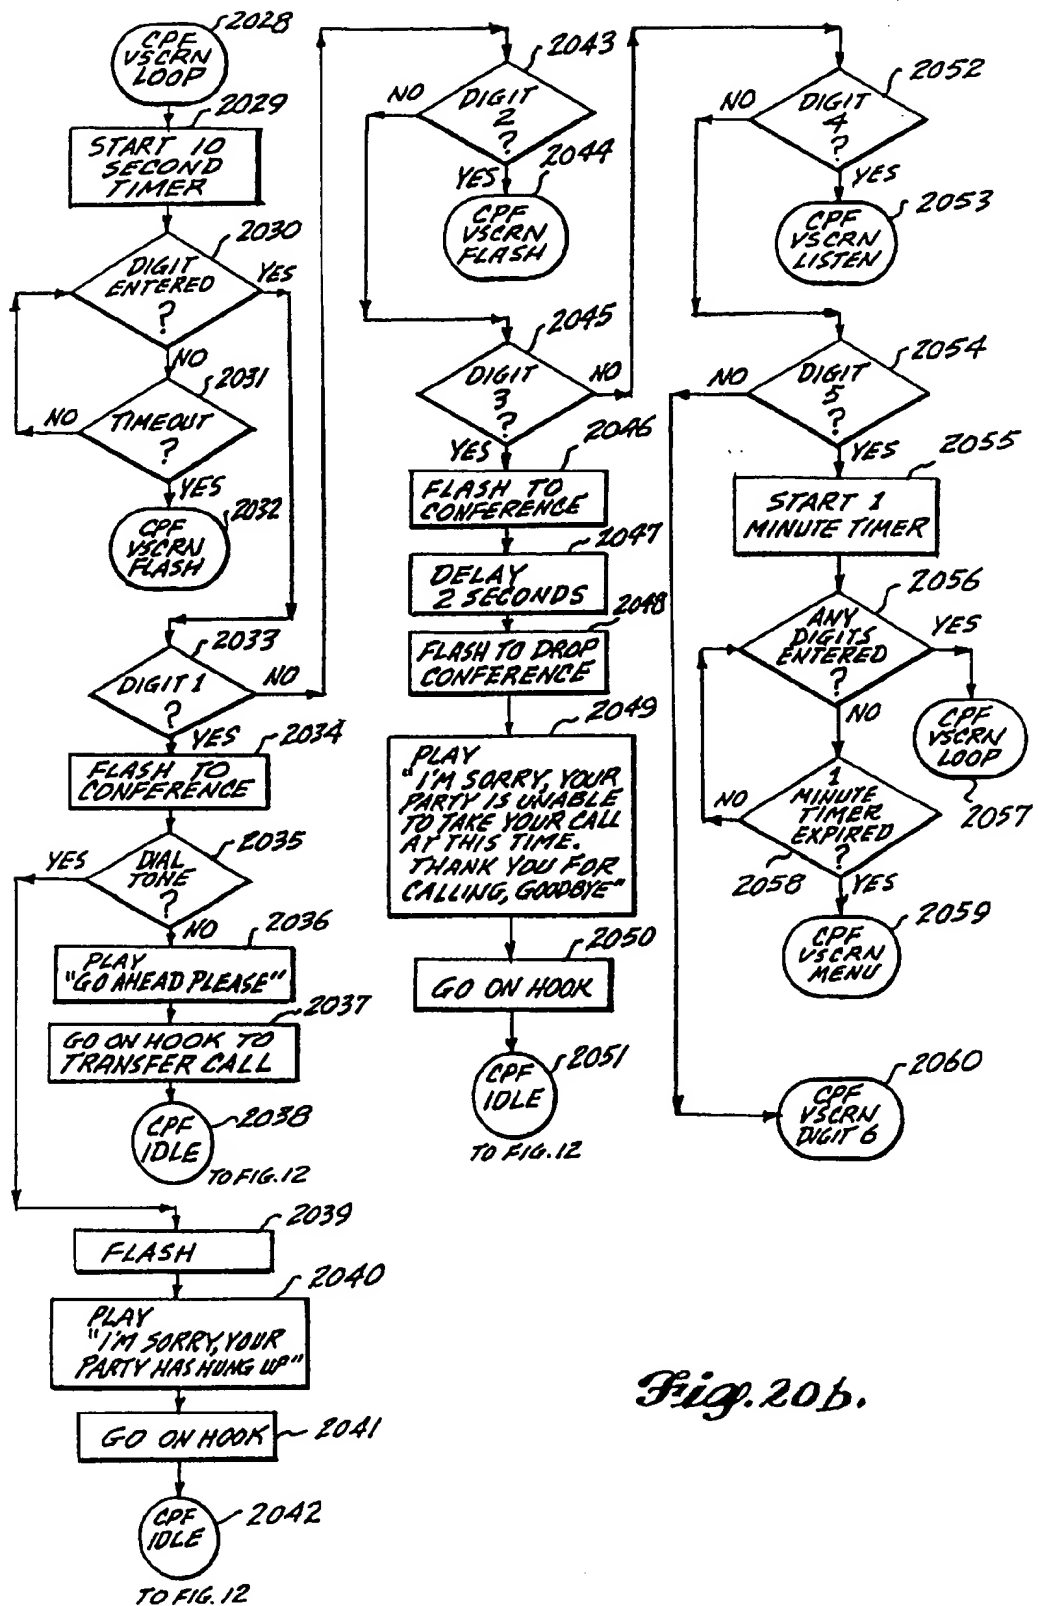 2028
CPF
VSCRN
LOOP
2029
START 10
SECOND
TIMER
2030
DIGIT
ENTERED
?
YES
NO
2031
TIMEOUT
?
NO
YES
2032
CPF
VSCRN
FLASH
2033
DIGIT 1
?
NO
YES
2034
FLASH TO
CONFERENCE
2035
YES
DIAL
TONE
?
NO
2036
PLAY
"GO AHEAD PLEASE"
2037
GO ON HOOK TO
TRANSFER CALL
2038
CPF
IDLE
TO FIG. 12
2039
FLASH
2040
PLAY
"I'M SORRY, YOUR
PARTY HAS HUNG UP"
2041
GO ON HOOK
2042
CPF
IDLE
TO FIG. 12
2043
NO
DIGIT
2
?
YES
2044
CPF
VSCRN
FLASH
2045
DIGIT
3
?
NO
YES
2046
FLASH TO
CONFERENCE
2047
DELAY
2 SECONDS
2048
FLASH TO DROP
CONFERENCE
2049
PLAY
"I'M SORRY, YOUR
PARTY IS UNABLE
TO TAKE YOUR CALL
AT THIS TIME.
THANK YOU FOR
CALLING, GOODBYE"
2050
GO ON HOOK
2051
CPF
IDLE
TO FIG. 12
2052
NO
DIGIT
4
?
YES
2053
CPF
VSCRN
LISTEN
2054
NO
DIGIT
5
?
YES
2055
START 1
MINUTE TIMER
2056
ANY
DIGITS
ENTERED
?
YES
NO
CPF
VSCRN
LOOP
2057
1
MINUTE
TIMER
EXPIRED
?
NO
2058
YES
2059
CPF
VSCRN
MENU
2060
CPF
VSCRN
DIGIT 6
Fig. 20b.